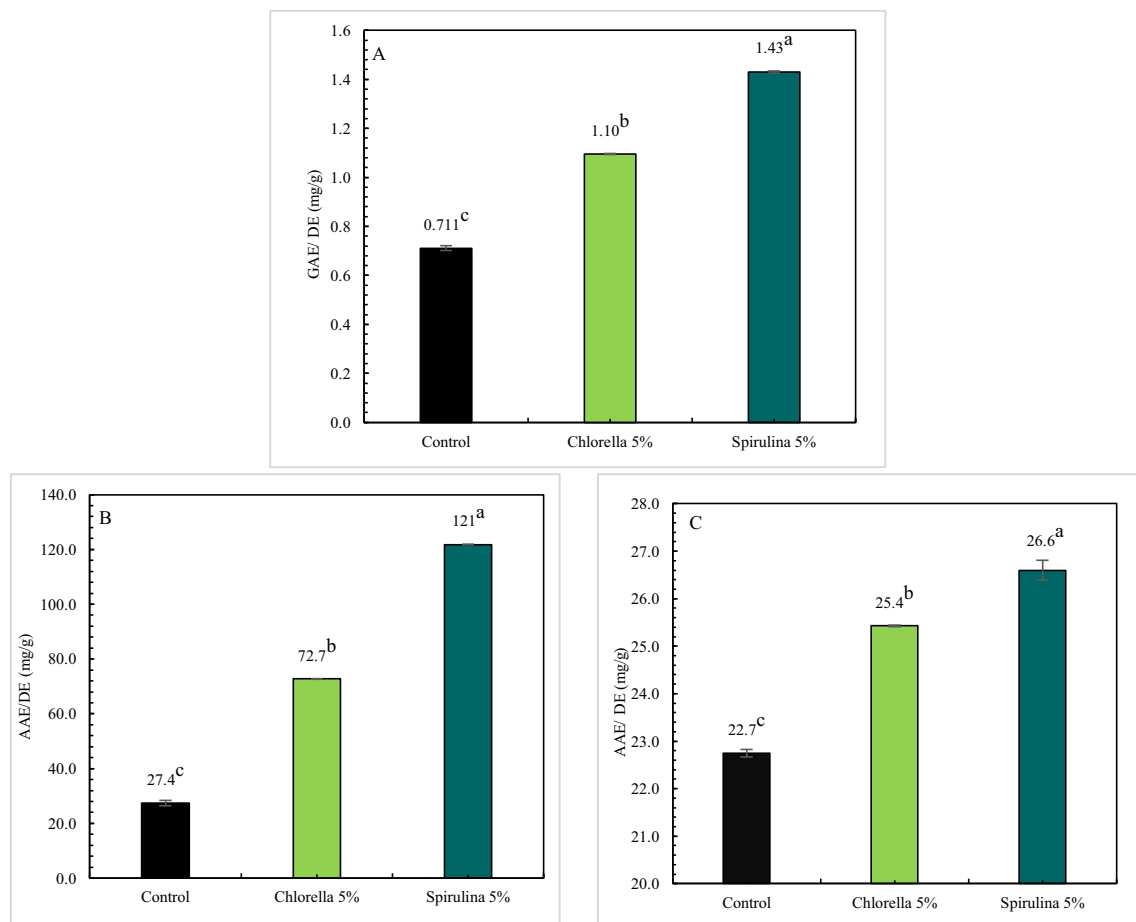 A
1.6
1.4
1.2
1.0
0.8
0.6
0.4
0.2
0.0
GAE/ DE (mg/g)
0.711c
1.10b
1.43a
Control Chlorella 5% Spirulina 5%
B
140.0
120.0
100.0
80.0
60.0
40.0
20.0
0.0
AAE/DE (mg/g)
27.4c
72.7b
121a
Control Chlorella 5% Spirulina 5%
C
28.0
27.0
26.0
25.0
24.0
23.0
22.0
21.0
20.0
AAE/ DE (mg/g)
22.7c
25.4b
26.6a
Control Chlorella 5% Spirulina 5%